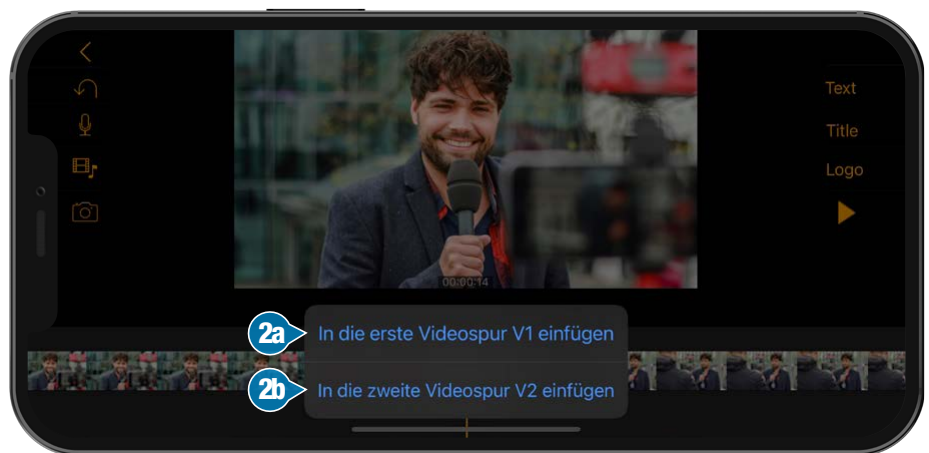 Text
Title
Logo
00:00:14
2a
In die erste Videospur V1 einfügen
2b
In die zweite Videospur V2 einfügen